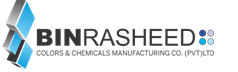 BINRASHEED
COLORS & CHEMICALS MANUFACTURING CO. (PVT) LTD